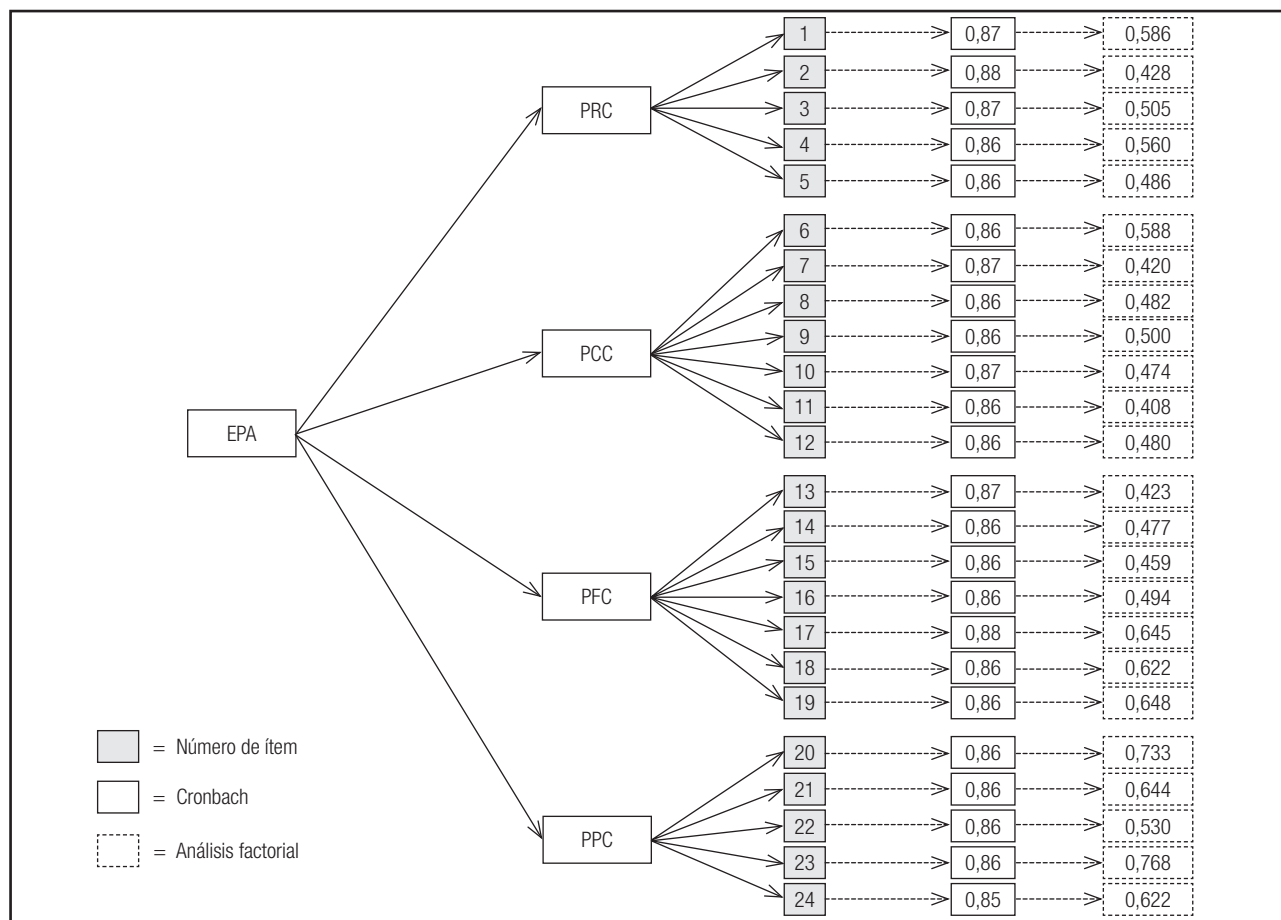 1 0,87 0,586
2 0,88 0,428
PRC 3 0,87 0,505
4 0,86 0,560
5 0,86 0,486
6 0,86 0,588
7 0,87 0,420
8 0,86 0,482
PCC 9 0,86 0,500
10 0,87 0,474
11 0,86 0,408
EPA 12 0,86 0,480
13 0,87 0,423
14 0,86 0,477
15 0,86 0,459
PFC 16 0,86 0,494
17 0,88 0,645
18 0,86 0,622
19 0,86 0,648
= Número de ítem 20 0,86 0,733
= Cronbach 21 0,86 0,644
PPC 22 0,86 0,530
= Análisis factorial 23 0,86 0,768
24 0,85 0,622